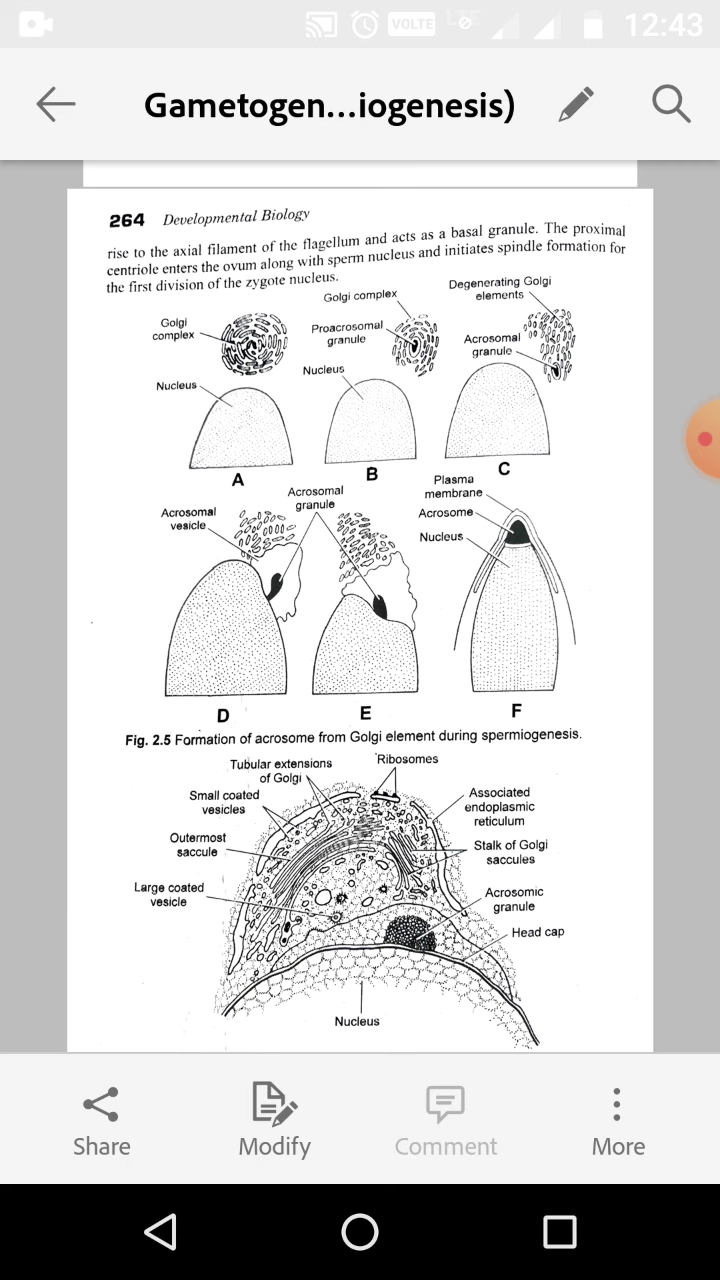 VOLTE
LTE
12:43
Gametogen...iogenesis)
264 Developmental Biology
rise to the axial filament of the flagellum and acts as a basal granule. The proximal
centriole enters the ovum along with sperm nucleus and initiates spindle formation for
the first division of the zygote nucleus.
Golgi
complex
Nucleus
A
Golgi complex
Proacrosomal
granule
Nucleus
B
Degenerating Golgi
elements
Acrosomal
granule
C
Acrosomal
vesicle
Acrosomal
granule
D
E
Plasma
membrane
Acrosome
Nucleus
F
Fig. 2.5 Formation of acrosome from Golgi element during spermiogenesis.
Tubular extensions
of Golgi
Ribosomes
Small coated
vesicles
Associated
endoplasmic
reticulum
Outermost
saccule
Stalk of Golgi
saccules
Large coated
vesicle
Acrosomic
granule
Head cap
Nucleus
Share
Modify
Comment
More